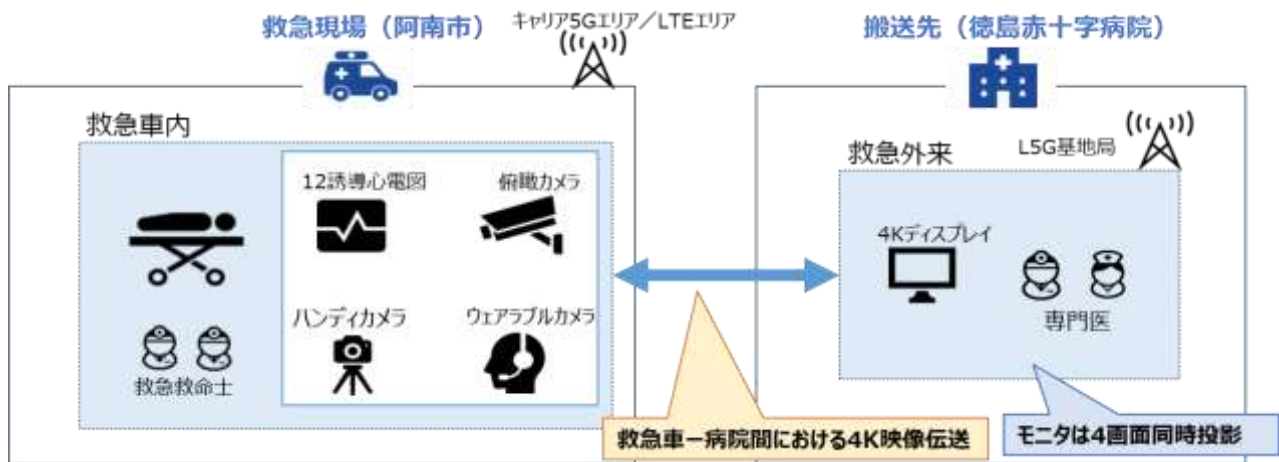 救急現場（阿南市）
キャリア5Gエリア／LTEエリア
搬送先（徳島赤十字病院）
救急車内
12誘導心電図
俯瞰カメラ
ハンディカメラ
ウェアラブルカメラ
救急救命士
救急外来
L5G基地局
4Kディスプレイ
専門医
救急車ー病院間における4K映像伝送
モニタは4画面同時投影